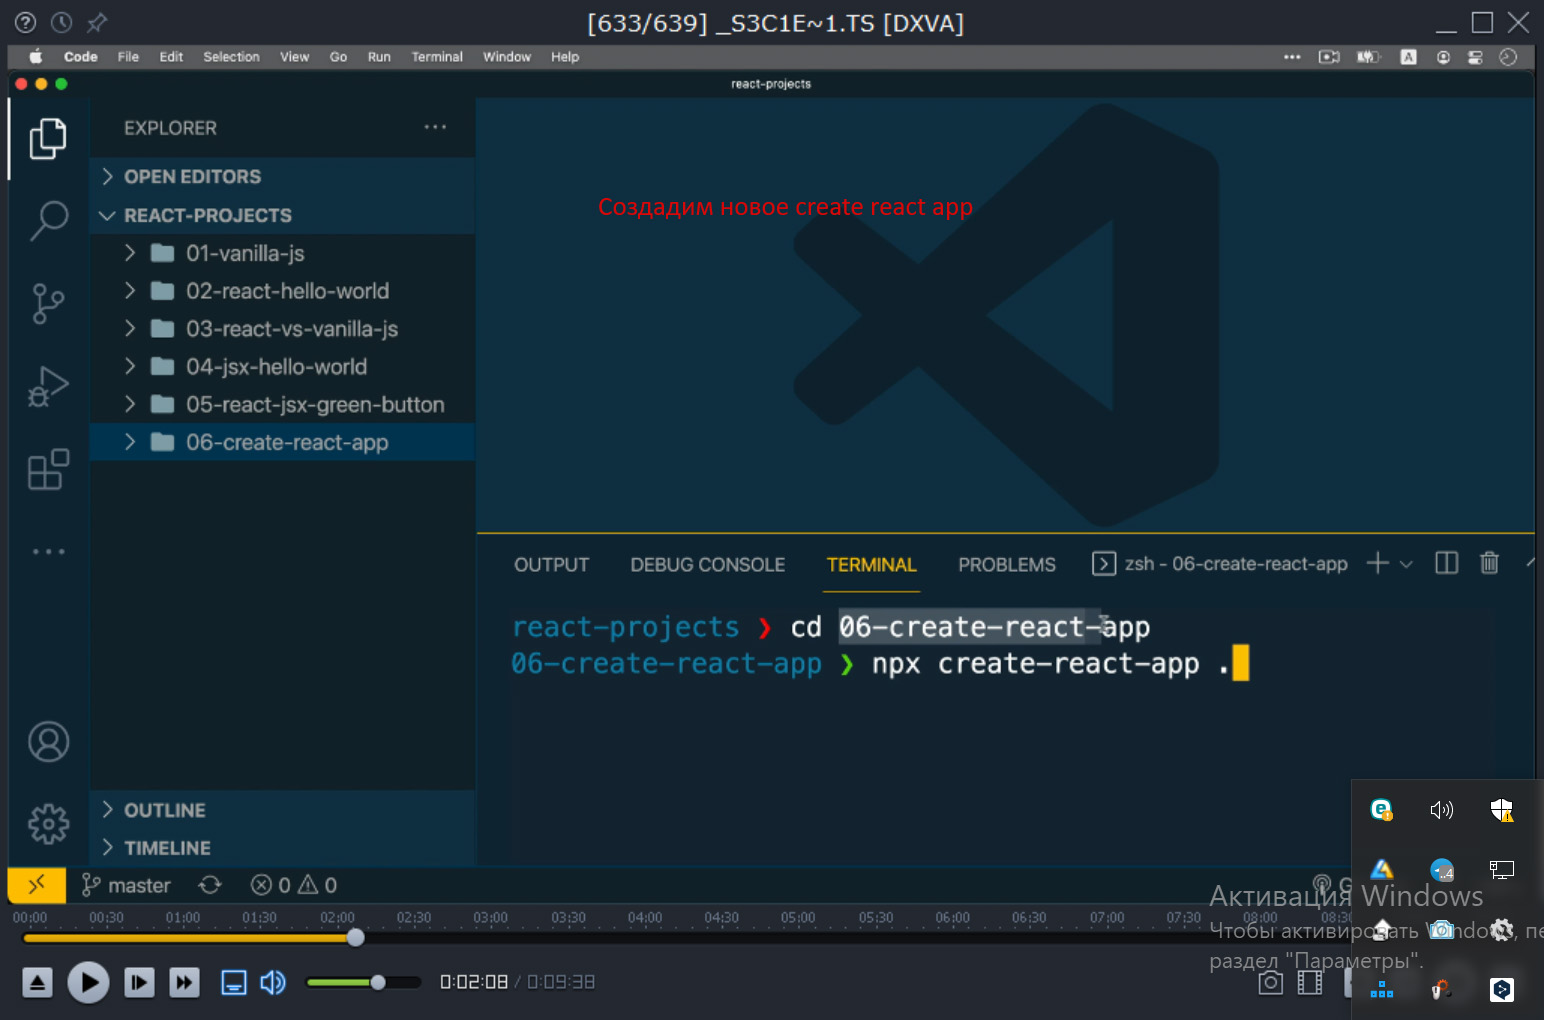 [633/639] _S3C1E~1.TS [DXVA]
Code File Edit Selection View Go Run Terminal Window Help
A
react-projects
EXPLORER
OPEN EDITORS
REACT-PROJECTS
01-vanilla-js
02-react-hello-world
03-react-vs-vanilla-js
04-jsx-hello-world
05-react-jsx-green-button
06-create-react-app
Создадим новое create react app
OUTPUT DEBUG CONSOLE TERMINAL PROBLEMS zsh - 06-create-react-app
react-projects ❯ cd 06-create-react-app
06-create-react-app ❯ npx create-react-app .
OUTLINE
TIMELINE
master 0 0
00:00 00:30 01:00 01:30 02:00 02:30 03:00 03:30 04:00 04:30 05:00 05:30 06:00 06:30 07:00 07:30 08:00
0:02:08 / 0:09:38
Активация Windows
Чтобы активировать Windows,
раздел "Параметры".